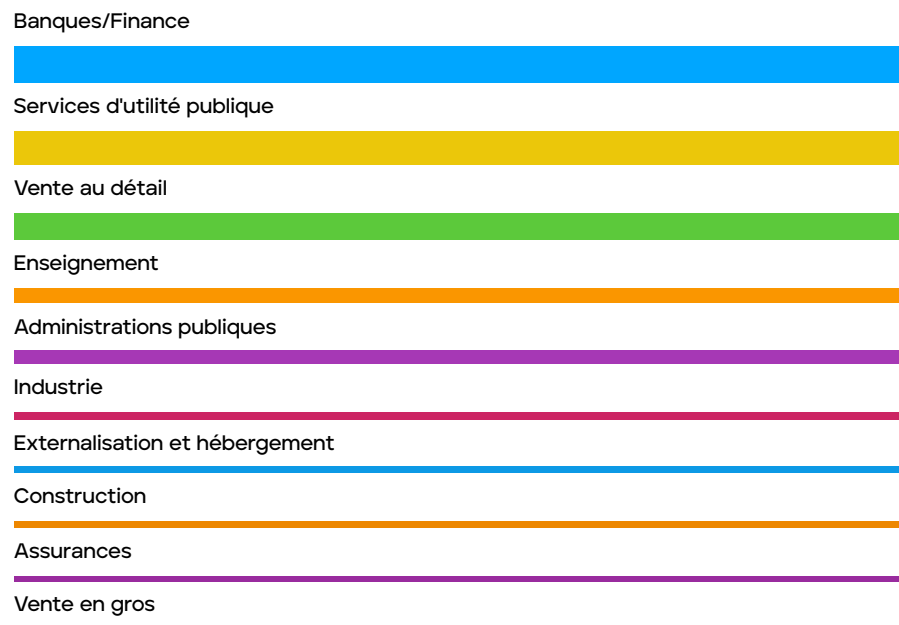 Banques/Finance
Services d'utilité publique
Vente au détail
Enseignement
Administrations publiques
Industrie
Externalisation et hébergement
Construction
Assurances
Vente en gros